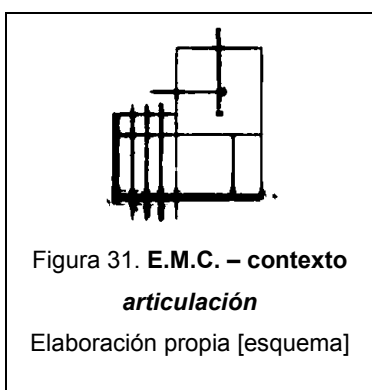 Figura 31. E.M.C. – contexto
articulación
Elaboración propia [esquema]